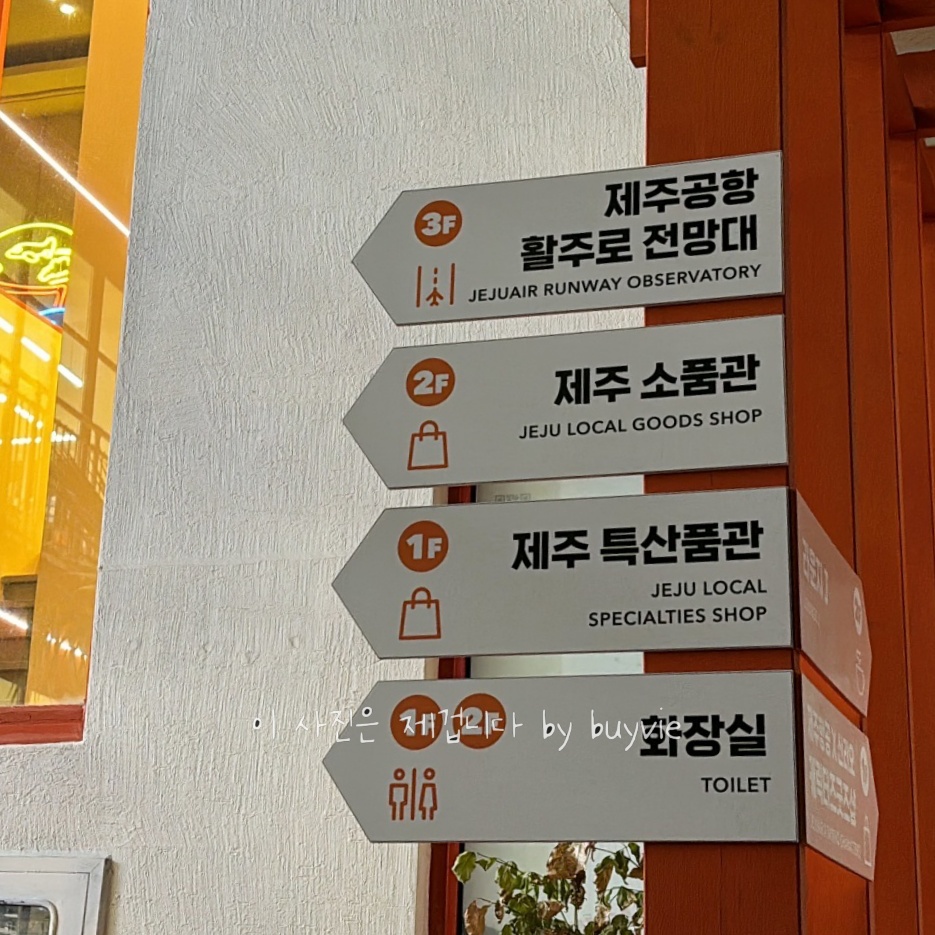 3F
제주공항
활주로 전망대
JEJUAIR RUNWAY OBSERVATORY
2F
제주 소품관
JEJU LOCAL GOODS SHOP
1F
제주 특산품관
JEJU LOCAL
SPECIALTIES SHOP
이 사진은 제겁니다 by buyvie
1F 2F
화장실
TOILET